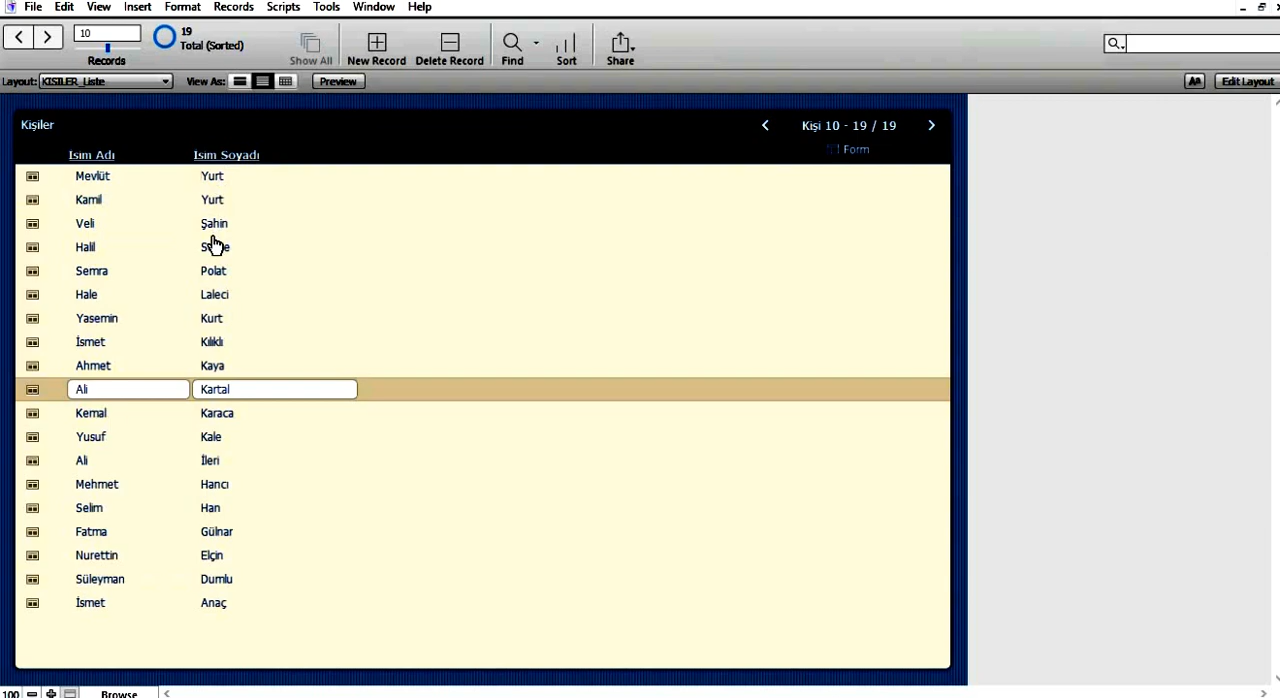 File Edit View Insert Format Records Scripts Tools Window Help
10 19
Total (Sorted)
Records Show All New Record Delete Record Find Sort Share
Layout: KISILER_Liste View As: Preview Aa Edit Layout
Kişiler Kişi 10 - 19 / 19
Form
Isim Adı Isim Soyadı
Mevlüt Yurt
Kamil Yurt
Veli Şahin
Halil
Semra Polat
Hale Laleci
Yasemin Kurt
İsmet Kılıklı
Ahmet Kaya
Ali Kartal
Kemal Karaca
Yusuf Kale
Ali İleri
Mehmet Hancı
Selim Han
Fatma Gülnar
Nurettin Elçin
Süleyman Dumlu
İsmet Anaç
100 Browse